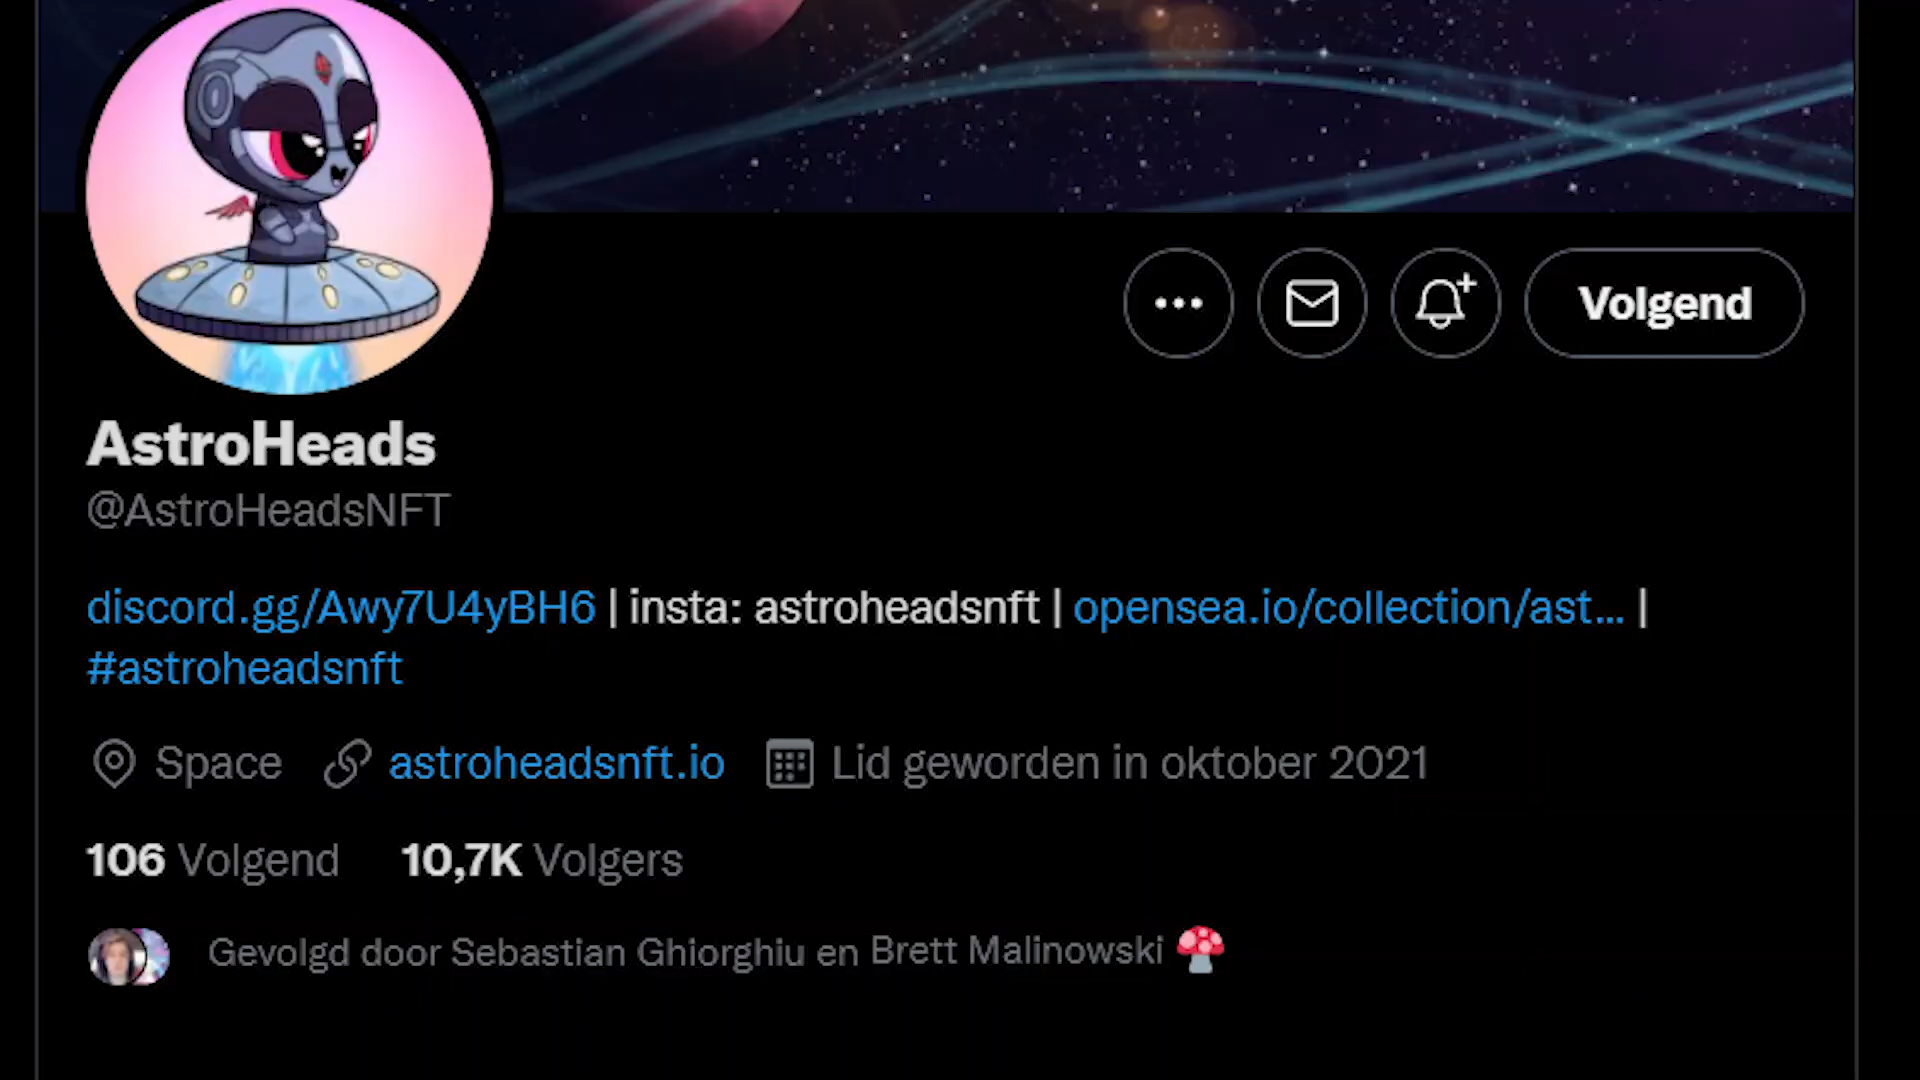 Volgend
AstroHeads
@AstroHeadsNFT
discord.gg/Awy7U4yBH6 | insta: astroheadsnft | opensea.io/collection/ast... |
#astroheadsnft
Space astroheadsnft.io Lid geworden in oktober 2021
106 Volgend 10,7K Volgers
Gevolgd door Sebastian Ghiorghiu en Brett Malinowski 🍄